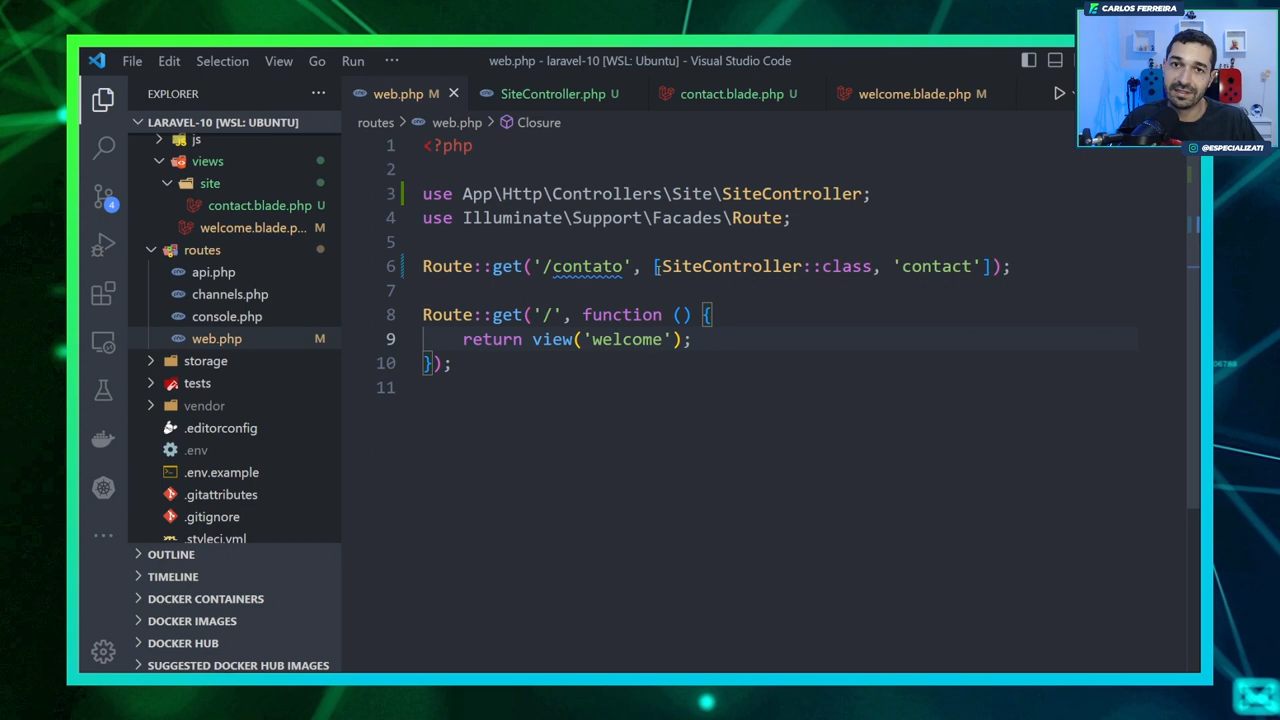 CARLOS FERREIRA
@ESPECIALIZATI
File Edit Selection View Go Run ··· web.php - laravel-10 [WSL: Ubuntu] - Visual Studio Code
EXPLORER ···
web.php M
SiteController.php U
contact.blade.php U
welcome.blade.php M
LARAVEL-10 [WSL: UBUNTU]
js
views
site
contact.blade.php U
welcome.blade.p... M
routes
api.php
channels.php
console.php
web.php M
storage
tests
vendor
.editorconfig
.env
.env.example
.gitattributes
.gitignore
.styleci.yml
OUTLINE
TIMELINE
DOCKER CONTAINERS
DOCKER IMAGES
DOCKER HUB
SUGGESTED DOCKER HUB IMAGES
4
routes > web.php > Closure
1 <?php
2
3 use App\Http\Controllers\Site\SiteController;
4 use Illuminate\Support\Facades\Route;
5
6 Route::get('/contato', [SiteController::class, 'contact']);
7
8 Route::get('/', function () {
9 return view('welcome');
10 });
11